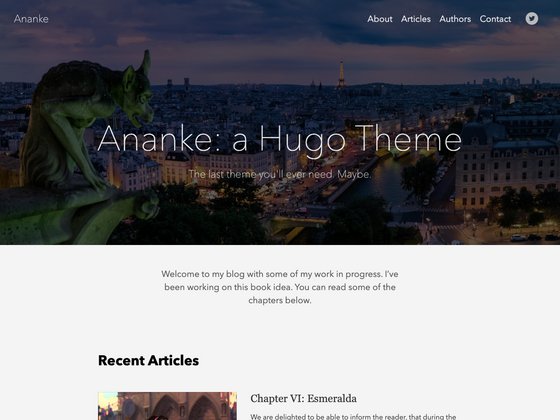 Ananke
About Articles Authors Contact
Ananke: a Hugo Theme
The last theme you'll ever need. Maybe.
Welcome to my blog with some of my work in progress. I've
been working on this book idea. You can read some of the
chapters below.
Recent Articles
Chapter VI: Esmeralda
We are delighted to be able to inform the reader, that during the